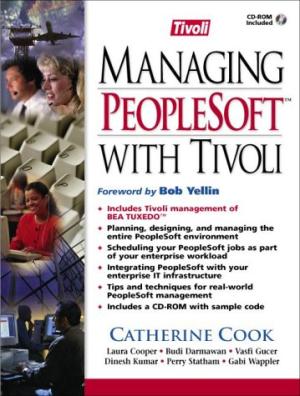 Tivoli
CD-ROM
Included
MANAGING
PEOPLESOFT™
WITH TIVOLI
Foreword by Bob Yellin
Includes Tivoli management of
BEA TUXEDO™
Planning, designing, and managing the
entire PeopleSoft environment
Scheduling your PeopleSoft jobs as part
of your enterprise workload
Integrating PeopleSoft with your
enterprise IT infrastructure
Tips and techniques for real-world
PeopleSoft management
Includes a CD-ROM with sample code
CATHERINE COOK
Laura Cooper • Budi Darmawan • Vasfi Gucer
Dinesh Kumar • Perry Statham • Gabi Wappler